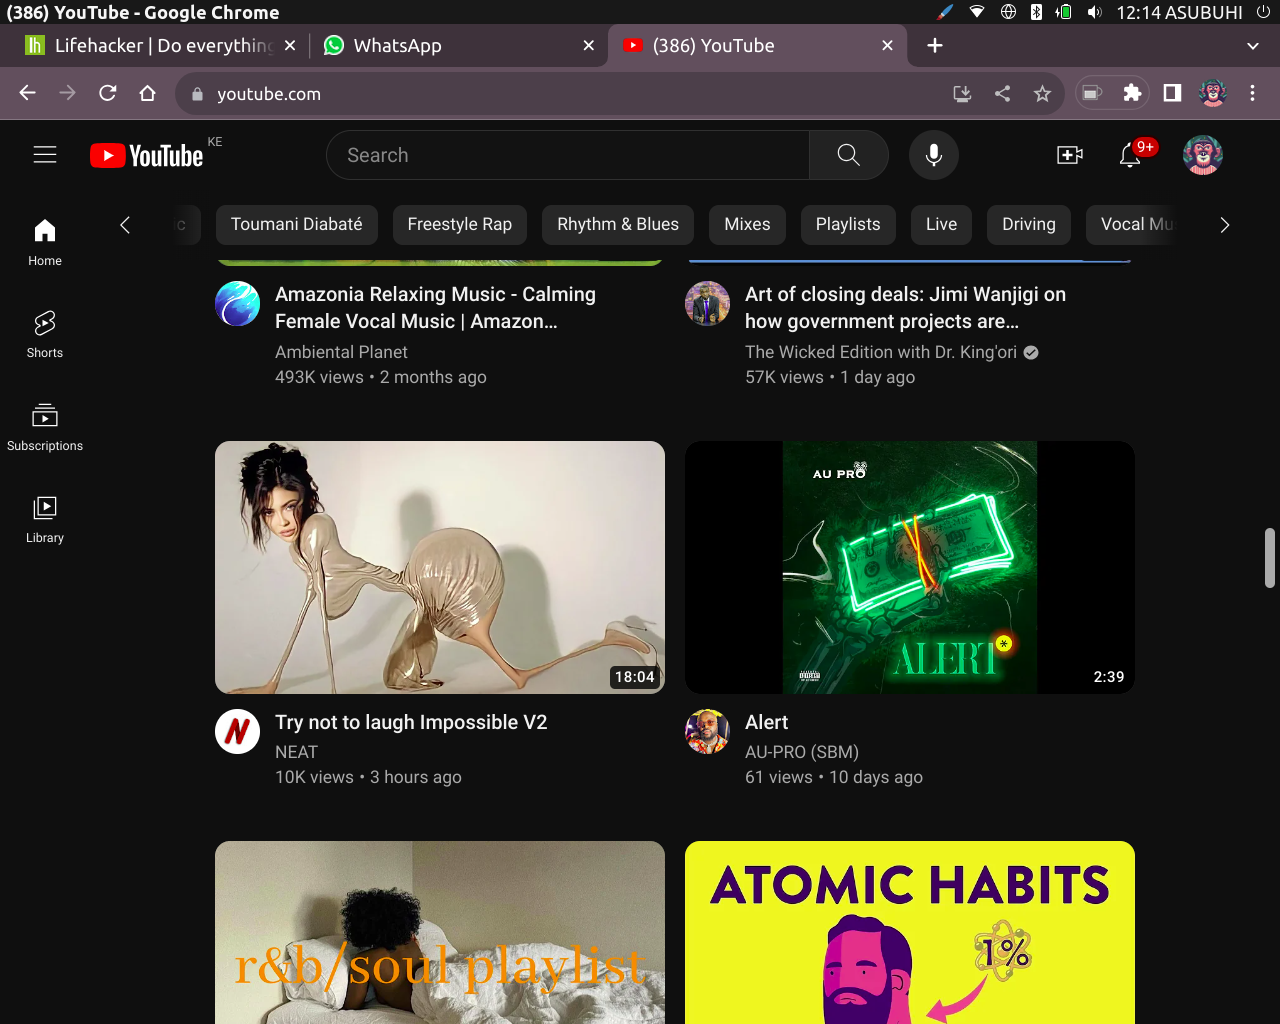 (386) YouTube - Google Chrome
12:14 ASUBUHI
Lifehacker | Do everything
WhatsApp
(386) YouTube
youtube.com
YouTube
KE
Search
9+
c
Toumani Diabaté
Freestyle Rap
Rhythm & Blues
Mixes
Playlists
Live
Driving
Vocal Mu
Home
Shorts
Subscriptions
Library
Amazonia Relaxing Music - Calming
Female Vocal Music | Amazon...
Ambiental Planet
493K views • 2 months ago
Art of closing deals: Jimi Wanjigi on
how government projects are...
The Wicked Edition with Dr. King'ori
57K views • 1 day ago
18:04
Try not to laugh Impossible V2
NEAT
10K views • 3 hours ago
AU PRO
ALERT
2:39
Alert
AU-PRO (SBM)
61 views • 10 days ago
r&b/soul playlist
ATOMIC HABITS
1%